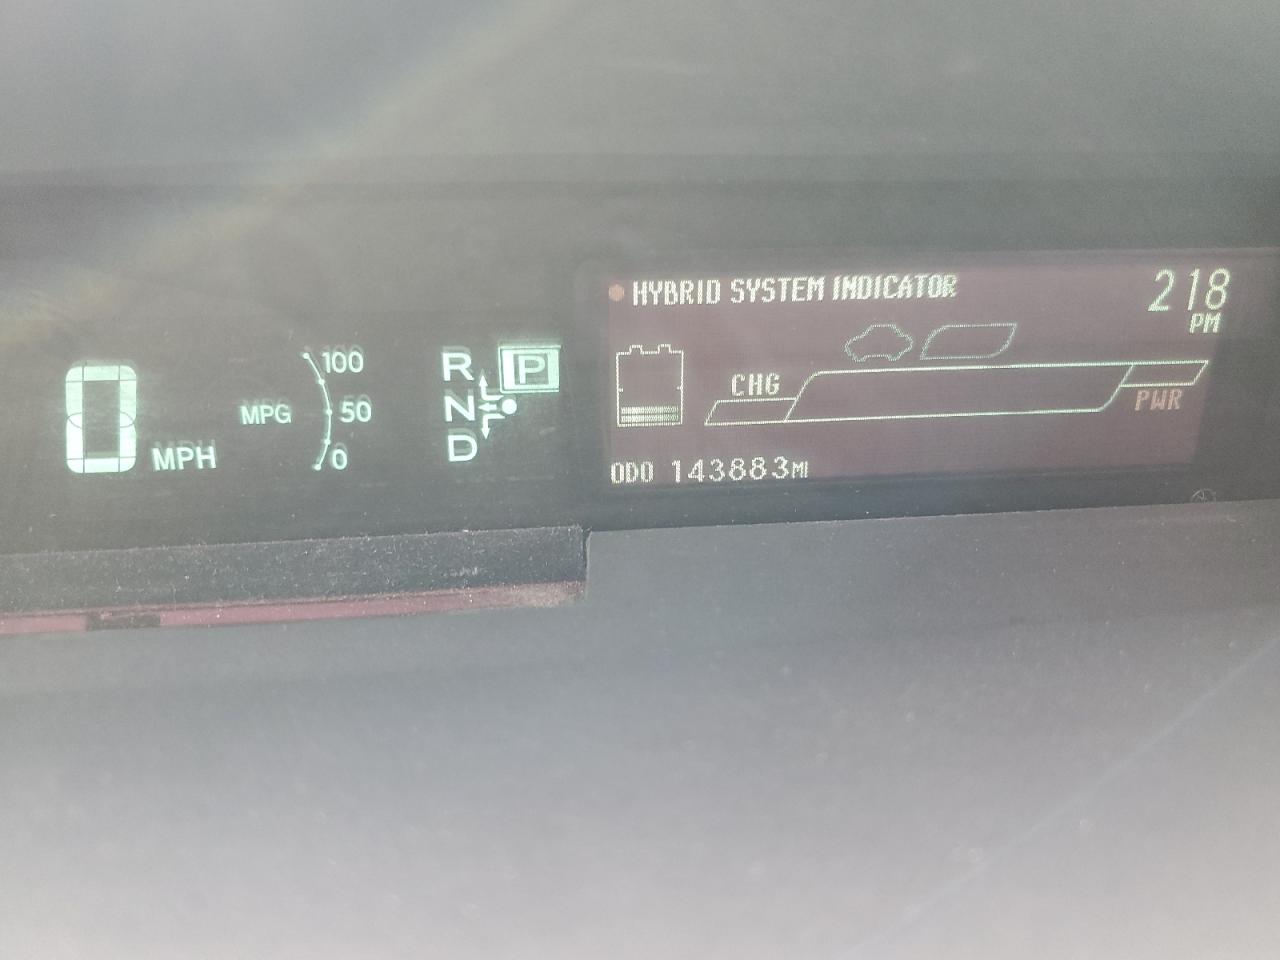 0 MPH
MPG
100
50
0
R
P
N
D
HYBRID SYSTEM INDICATOR
218
PM
CHG
PWR
ODO 143883MI